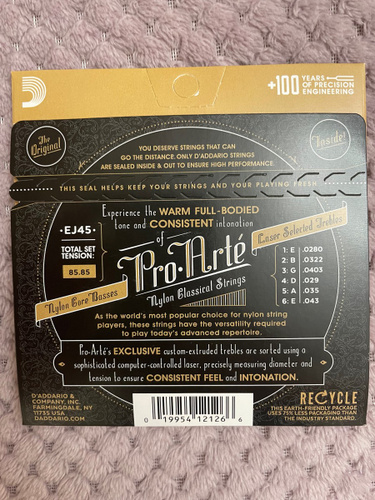 +100 YEARS OF PRECISION ENGINEERING
The Original
YOU DESERVE STRINGS THAT CAN
GO THE DISTANCE: ONLY D'ADDARIO STRINGS
ARE SEALED INSIDE & OUT TO ENSURE HIGH PERFORMANCE.
Inside!
THIS SEAL HELPS KEEP YOUR STRINGS AND YOUR PLAYING FRESH
Experience the WARM FULL-BODIED
tone and CONSISTENT intonation
of
·EJ45·
TOTAL SET
TENSION:
85.85
Nylon Core Basses
Pro·Arté
Nylon Classical Strings
Laser Selected Trebles
1: E .0280
2: B .0322
3: G .0403
4: D .029
5: A .035
6: E .043
As the world's most popular choice for nylon string
players, these strings have the versatility required
to play today's advanced repertoire.
Pro·Arté's EXCLUSIVE custom-extruded trebles are sorted using a
sophisticated computer-controlled laser, precisely measuring diameter and
tension to ensure CONSISTENT FEEL and INTONATION.
D'ADDARIO &
COMPANY, INC.
FARMINGDALE, NY
11735 USA
DADDARIO.COM
0 19954 12126 6
RECYCLE
THIS EARTH-FRIENDLY PACKAGE
USES 75% LESS PACKAGING THAN
THE INDUSTRY STANDARD.